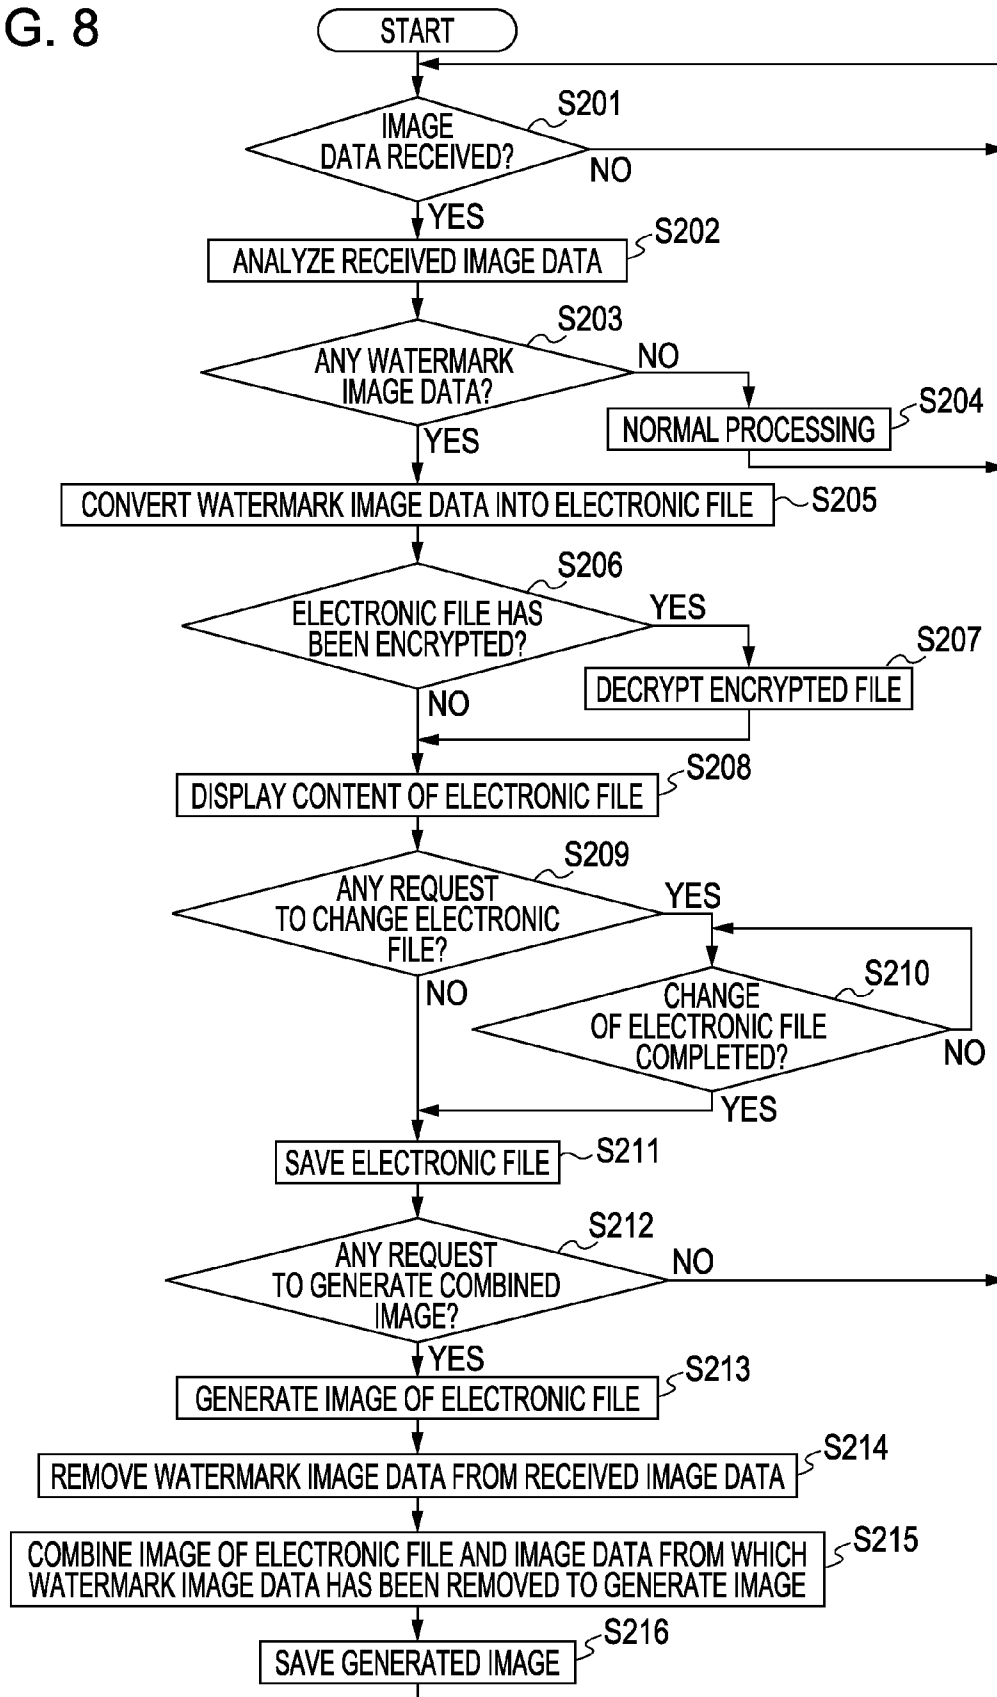 G. 8
START
S201
IMAGE
DATA RECEIVED?
NO
YES
S202
ANALYZE RECEIVED IMAGE DATA
S203
ANY WATERMARK
IMAGE DATA?
NO
S204
NORMAL PROCESSING
YES
CONVERT WATERMARK IMAGE DATA INTO ELECTRONIC FILE
S205
S206
ELECTRONIC FILE HAS
BEEN ENCRYPTED?
YES
S207
DECRYPT ENCRYPTED FILE
NO
S208
DISPLAY CONTENT OF ELECTRONIC FILE
S209
ANY REQUEST
TO CHANGE ELECTRONIC
FILE?
YES
NO
S210
CHANGE
OF ELECTRONIC FILE
COMPLETED?
NO
YES
SAVE ELECTRONIC FILE
S211
S212
ANY REQUEST
TO GENERATE COMBINED
IMAGE?
NO
YES
S213
GENERATE IMAGE OF ELECTRONIC FILE
S214
REMOVE WATERMARK IMAGE DATA FROM RECEIVED IMAGE DATA
S215
COMBINE IMAGE OF ELECTRONIC FILE AND IMAGE DATA FROM WHICH
WATERMARK IMAGE DATA HAS BEEN REMOVED TO GENERATE IMAGE
S216
SAVE GENERATED IMAGE